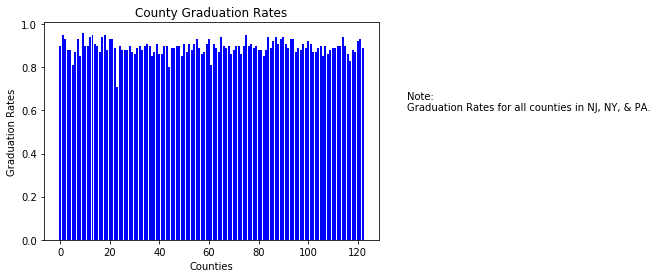 County Graduation Rates
1.0
0.8
0.6
0.4
0.2
0.0
Graduation Rates
0 20 40 60 80 100 120
Counties
Note:
Graduation Rates for all counties in NJ, NY, & PA.